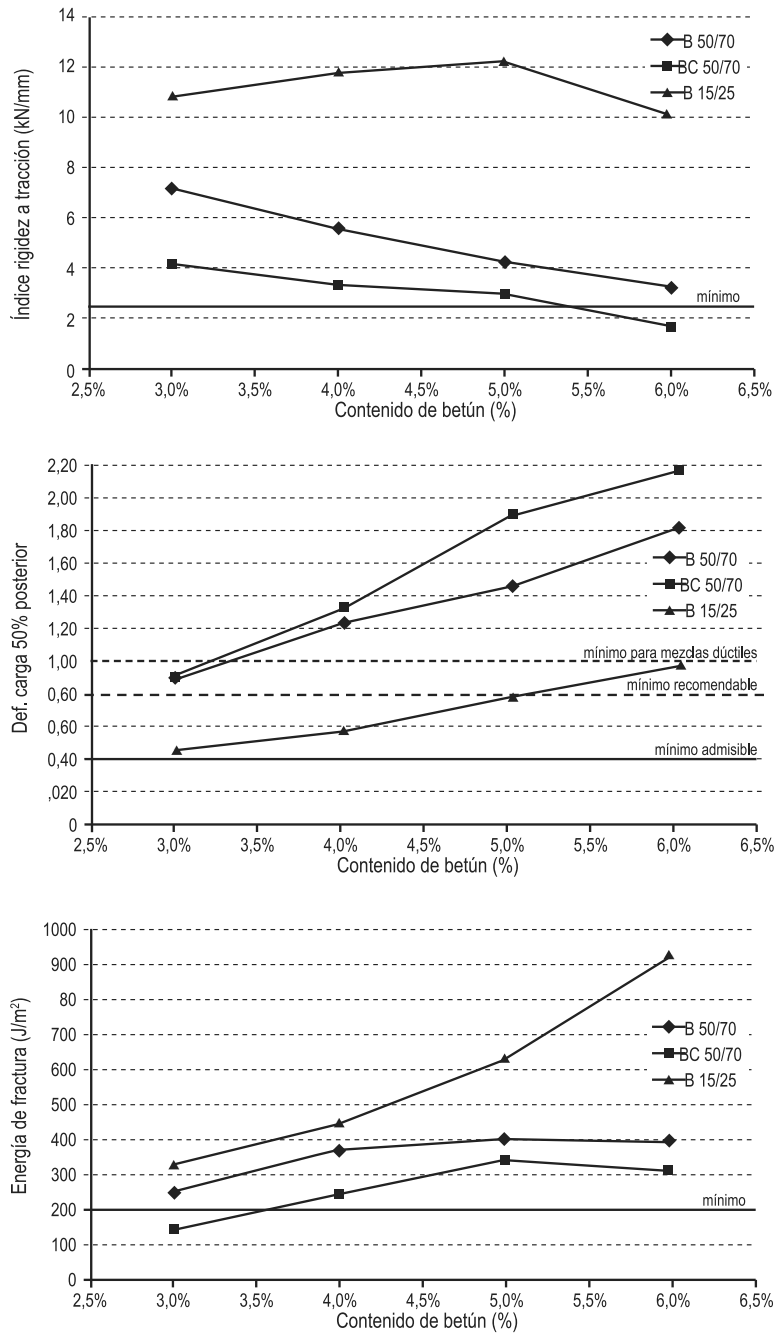 14
12
10
8
6
4
2
0
Índice rigidez a tracción (kN/mm)
B 50/70
BC 50/70
B 15/25
mínimo
2,5% 3,0% 3,5% 4,0% 4,5% 5,0% 5,5% 6,0% 6,5%
Contenido de betún (%)
2,20
2,00
1,80
1,60
1,40
1,20
1,00
0,60
0,60
0,40
,020
0
Def. carga 50% posterior
B 50/70
BC 50/70
B 15/25
mínimo para mezclas dúctiles
mínimo recomendable
mínimo admisible
2,5% 3,0% 3,5% 4,0% 4,5% 5,0% 5,5% 6,0% 6,5%
Contenido de betún (%)
1000
900
800
700
600
500
400
300
200
100
0
Energía de fractura (J/m²)
B 50/70
BC 50/70
B 15/25
mínimo
2,5% 3,0% 3,5% 4,0% 4,5% 5,0% 5,5% 6,0% 6,5%
Contenido de betún (%)